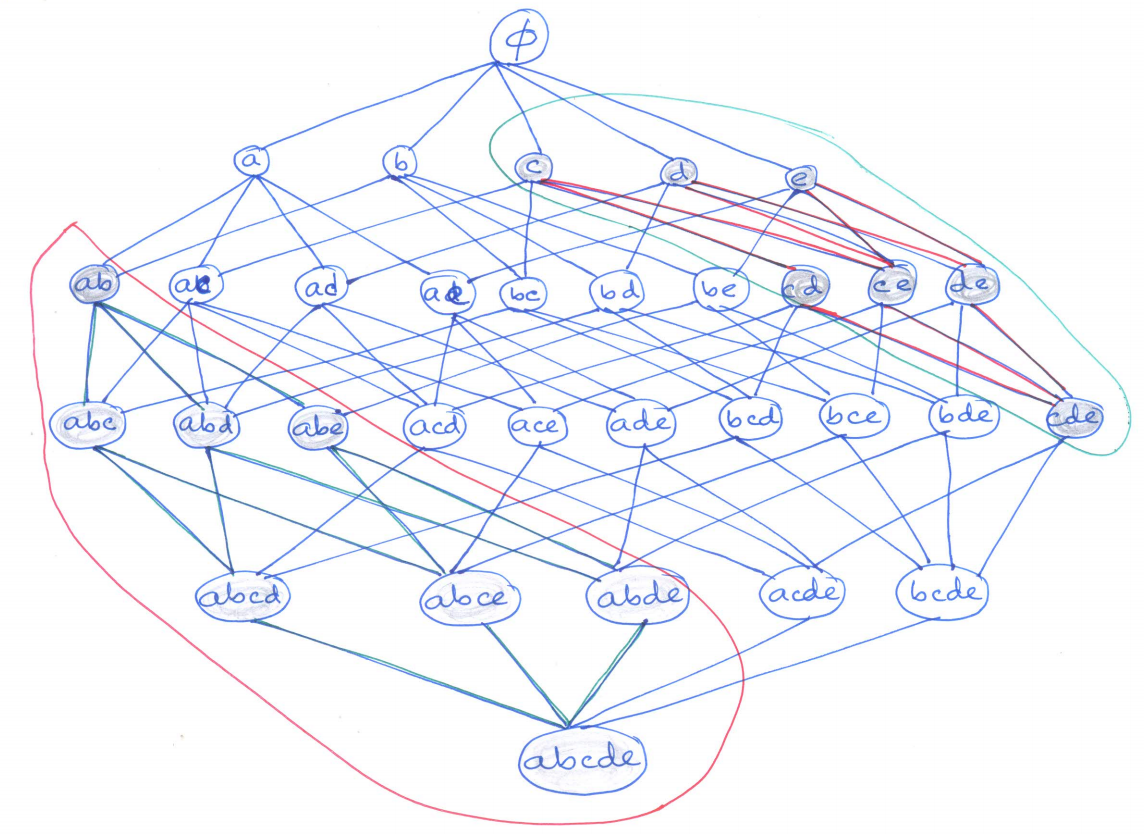 ϕ
a b c d e
ab ac ad ae bc bd be cd ce de
abc abd abe acd ace ade bcd bce bde cde
abcd abce abde acde bcde
abcde